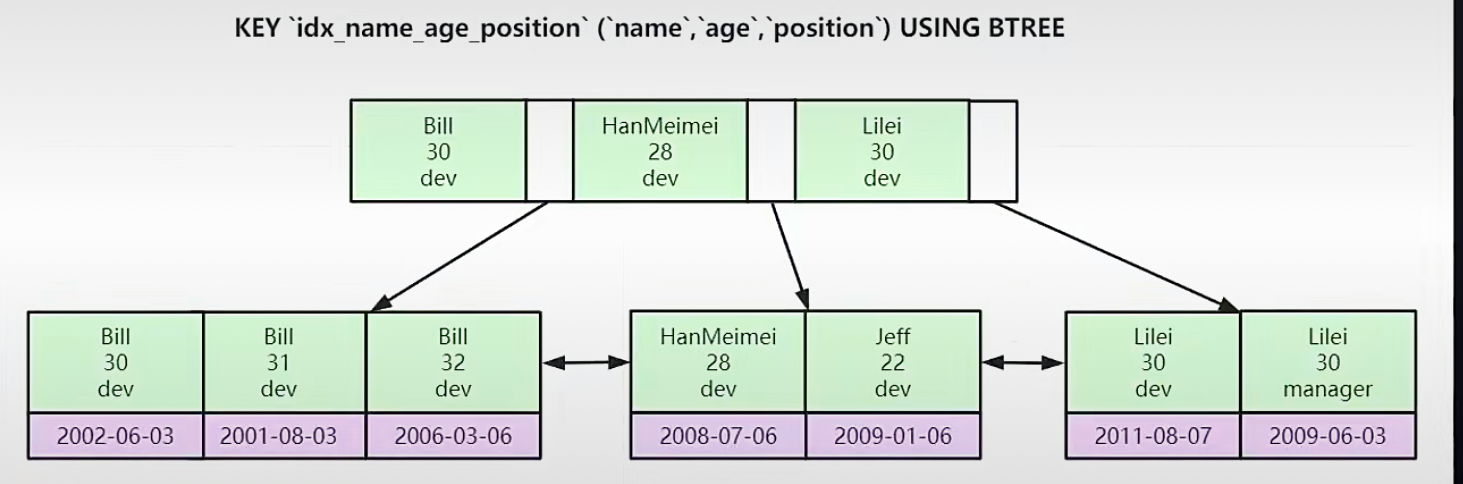 KEY `idx_name_age_position` (`name`,`age`,`position`) USING BTREE
Bill
30
dev
HanMeimei
28
dev
Lilei
30
dev
Bill
30
dev
2002-06-03
Bill
31
dev
2001-08-03
Bill
32
dev
2006-03-06
HanMeimei
28
dev
2008-07-06
Jeff
22
dev
2009-01-06
Lilei
30
dev
2011-08-07
Lilei
30
manager
2009-06-03